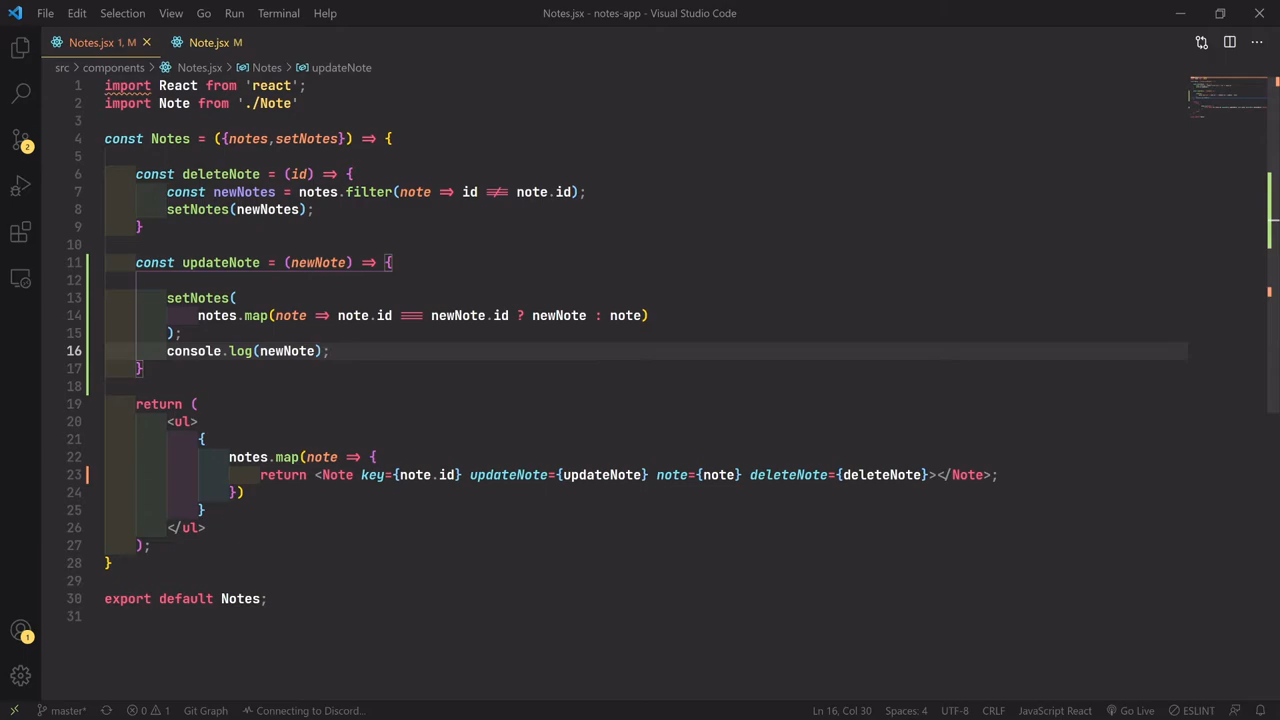 File Edit Selection View Go Run Terminal Help Notes.jsx - notes-app - Visual Studio Code
Notes.jsx 1, M Note.jsx M
src components Notes.jsx Notes updateNote
1 import React from 'react';
2 import Note from './Note'
3
4 const Notes = ({notes,setNotes}) => {
5
6 const deleteNote = (id) => {
7 const newNotes = notes.filter(note => id !== note.id);
8 setNotes(newNotes);
9 }
10
11 const updateNote = (newNote) => {
12
13 setNotes(
14 notes.map(note => note.id === newNote.id ? newNote : note)
15 );
16 console.log(newNote);
17 }
18
19 return (
20 <ul>
21 {
22 notes.map(note => {
23 return <Note key={note.id} updateNote={updateNote} note={note} deleteNote={deleteNote}></Note>;
24 })
25 }
26 </ul>
27 );
28 }
29
30 export default Notes;
31
2
1
master* 0 1 Git Graph Connecting to Discord... Ln 16, Col 30 Spaces: 4 UTF-8 CRLF JavaScript React Go Live ESLINT